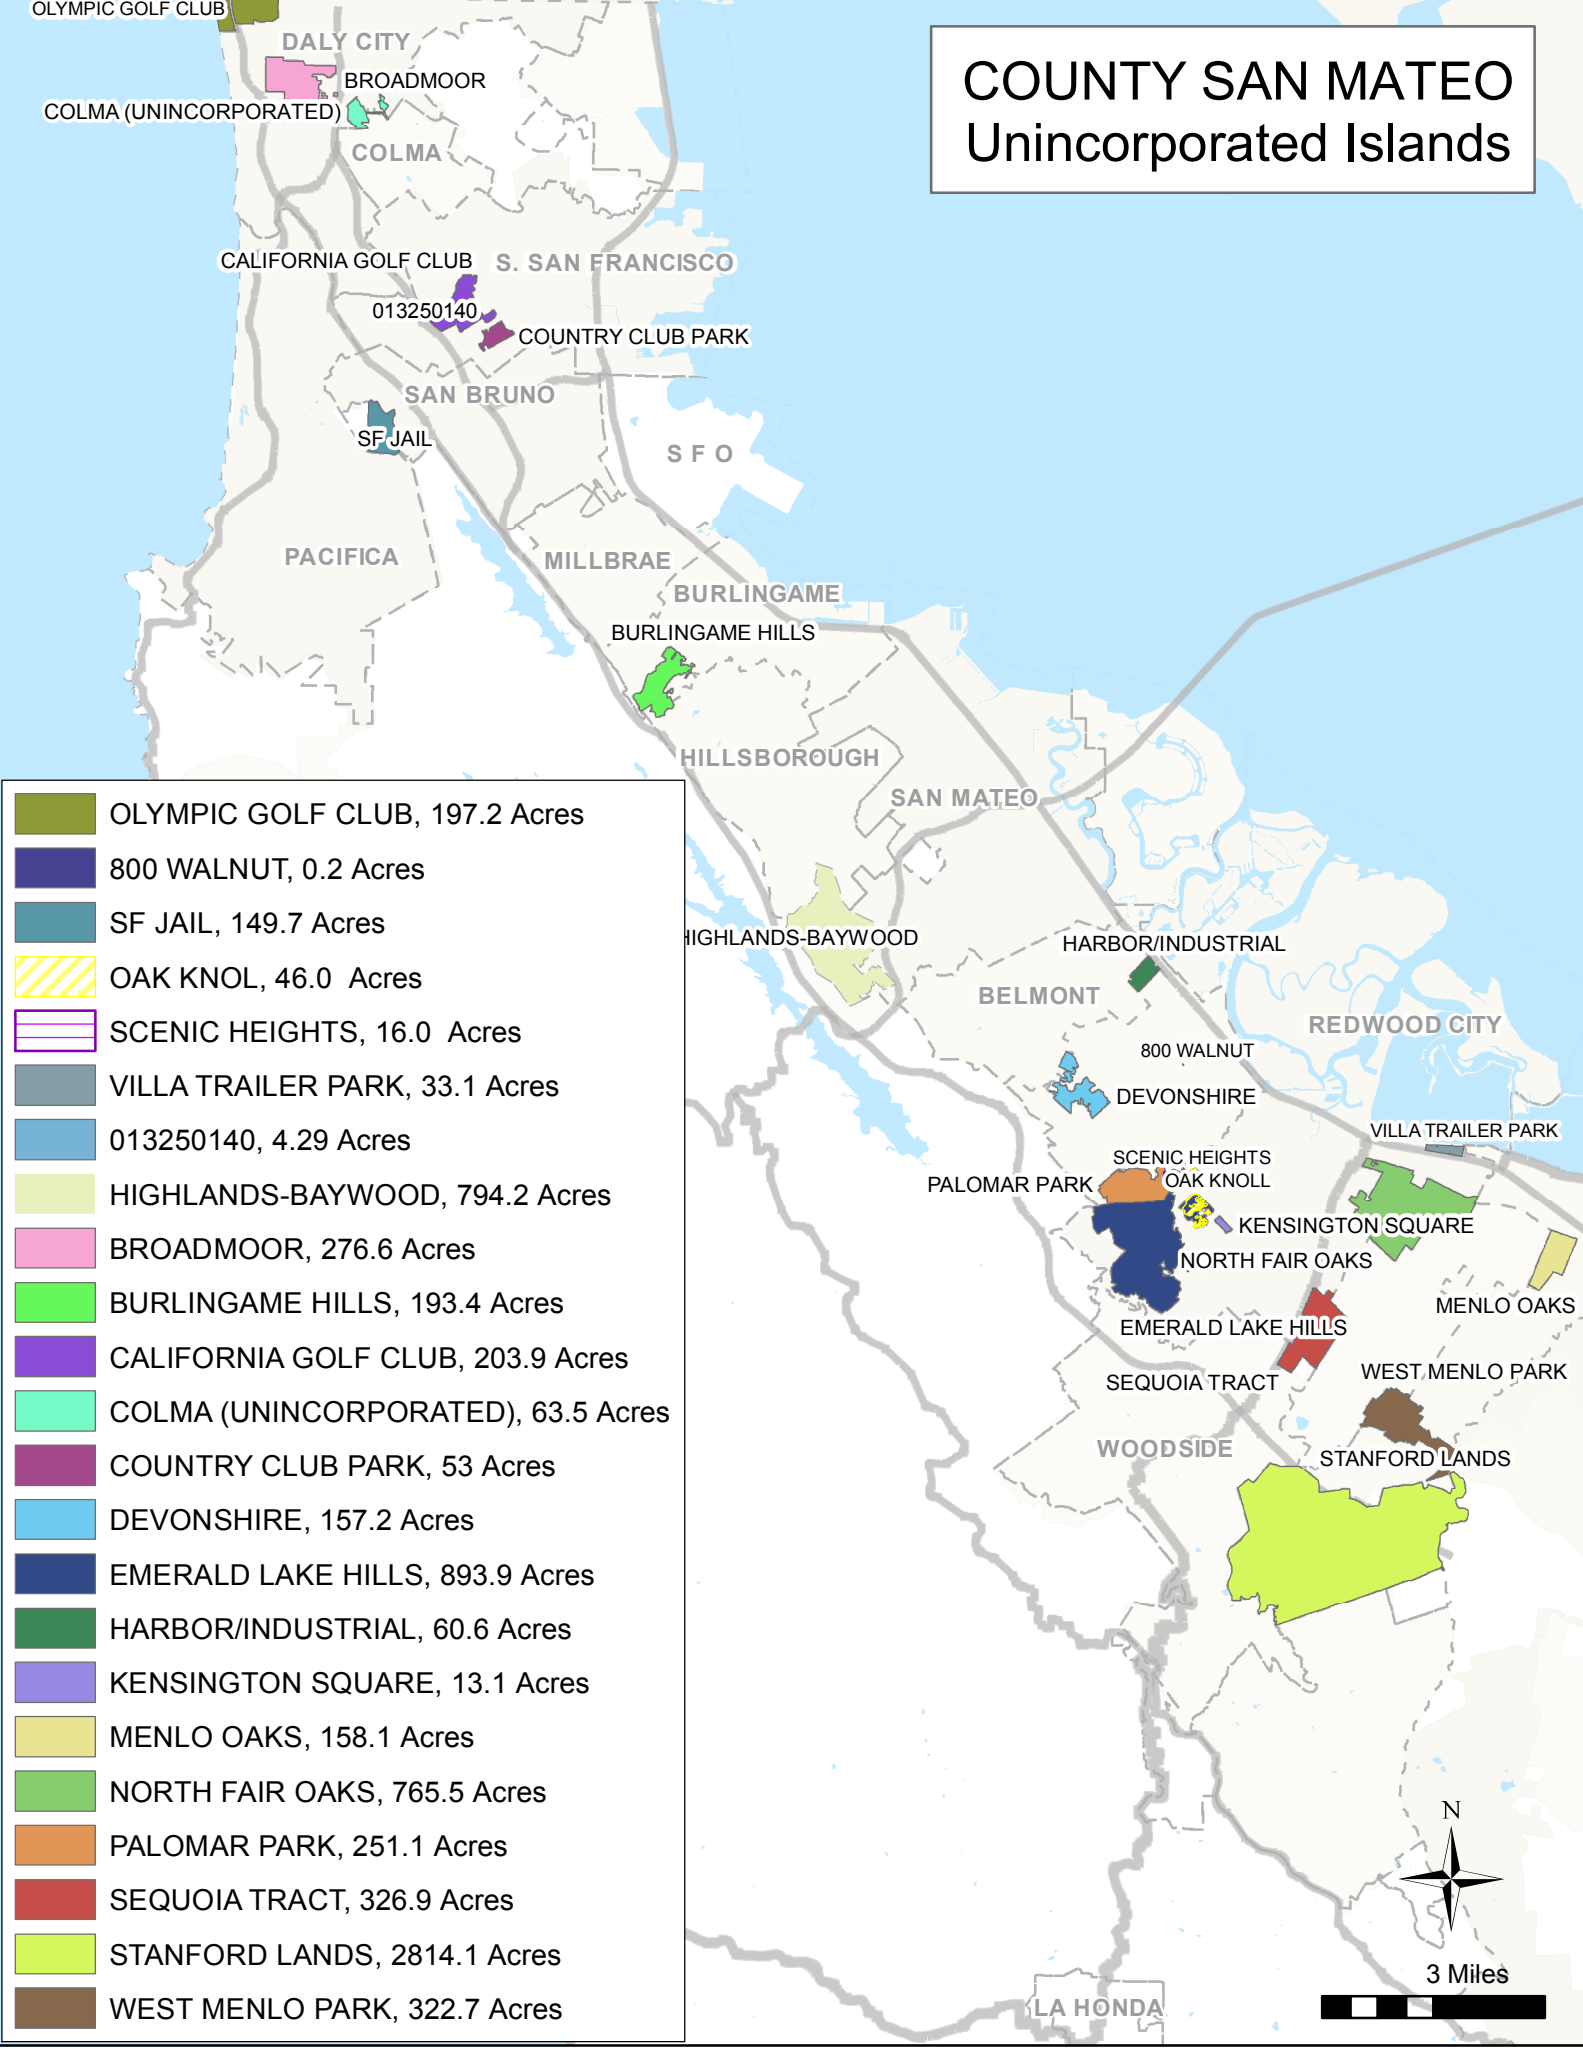 OLYMPIC GOLF CLUB
DALY CITY
BROADMOOR
COLMA (UNINCORPORATED)
COLMA
COUNTY SAN MATEO
Unincorporated Islands
CALIFORNIA GOLF CLUB
S. SAN FRANCISCO
013250140
COUNTRY CLUB PARK
SAN BRUNO
SF JAIL
S F O
PACIFICA
MILLBRAE
BURLINGAME
BURLINGAME HILLS
HILLSBOROUGH
SAN MATEO
HIGHLANDS-BAYWOOD
HARBOR/INDUSTRIAL
BELMONT
REDWOOD CITY
800 WALNUT
DEVONSHIRE
VILLA TRAILER PARK
SCENIC HEIGHTS
OAK KNOLL
PALOMAR PARK
KENSINGTON SQUARE
NORTH FAIR OAKS
MENLO OAKS
EMERALD LAKE HILLS
SEQUOIA TRACT
WEST MENLO PARK
WOODSIDE
STANFORD LANDS
LA HONDA
N
3 Miles
OLYMPIC GOLF CLUB, 197.2 Acres
800 WALNUT, 0.2 Acres
SF JAIL, 149.7 Acres
OAK KNOL, 46.0 Acres
SCENIC HEIGHTS, 16.0 Acres
VILLA TRAILER PARK, 33.1 Acres
013250140, 4.29 Acres
HIGHLANDS-BAYWOOD, 794.2 Acres
BROADMOOR, 276.6 Acres
BURLINGAME HILLS, 193.4 Acres
CALIFORNIA GOLF CLUB, 203.9 Acres
COLMA (UNINCORPORATED), 63.5 Acres
COUNTRY CLUB PARK, 53 Acres
DEVONSHIRE, 157.2 Acres
EMERALD LAKE HILLS, 893.9 Acres
HARBOR/INDUSTRIAL, 60.6 Acres
KENSINGTON SQUARE, 13.1 Acres
MENLO OAKS, 158.1 Acres
NORTH FAIR OAKS, 765.5 Acres
PALOMAR PARK, 251.1 Acres
SEQUOIA TRACT, 326.9 Acres
STANFORD LANDS, 2814.1 Acres
WEST MENLO PARK, 322.7 Acres